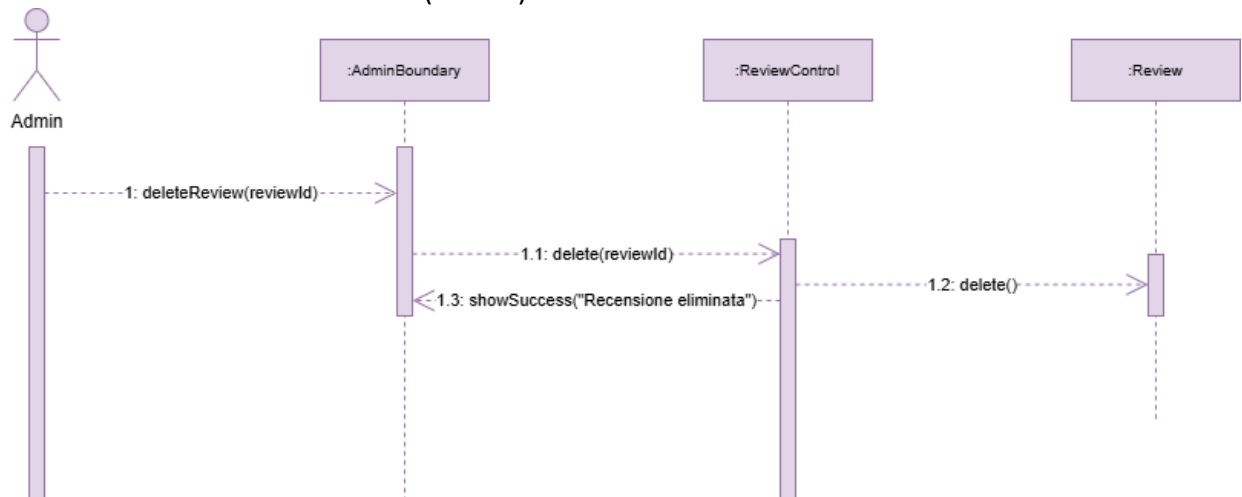 :AdminBoundary
:ReviewControl
:Review
Admin
1: deleteReview(reviewId)
1.1: delete(reviewId)
1.2: delete()
1.3: showSuccess("Recensione eliminata")